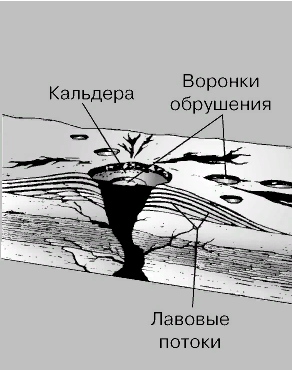 Кальдера
Воронки
обрушения
Лавовые
потоки